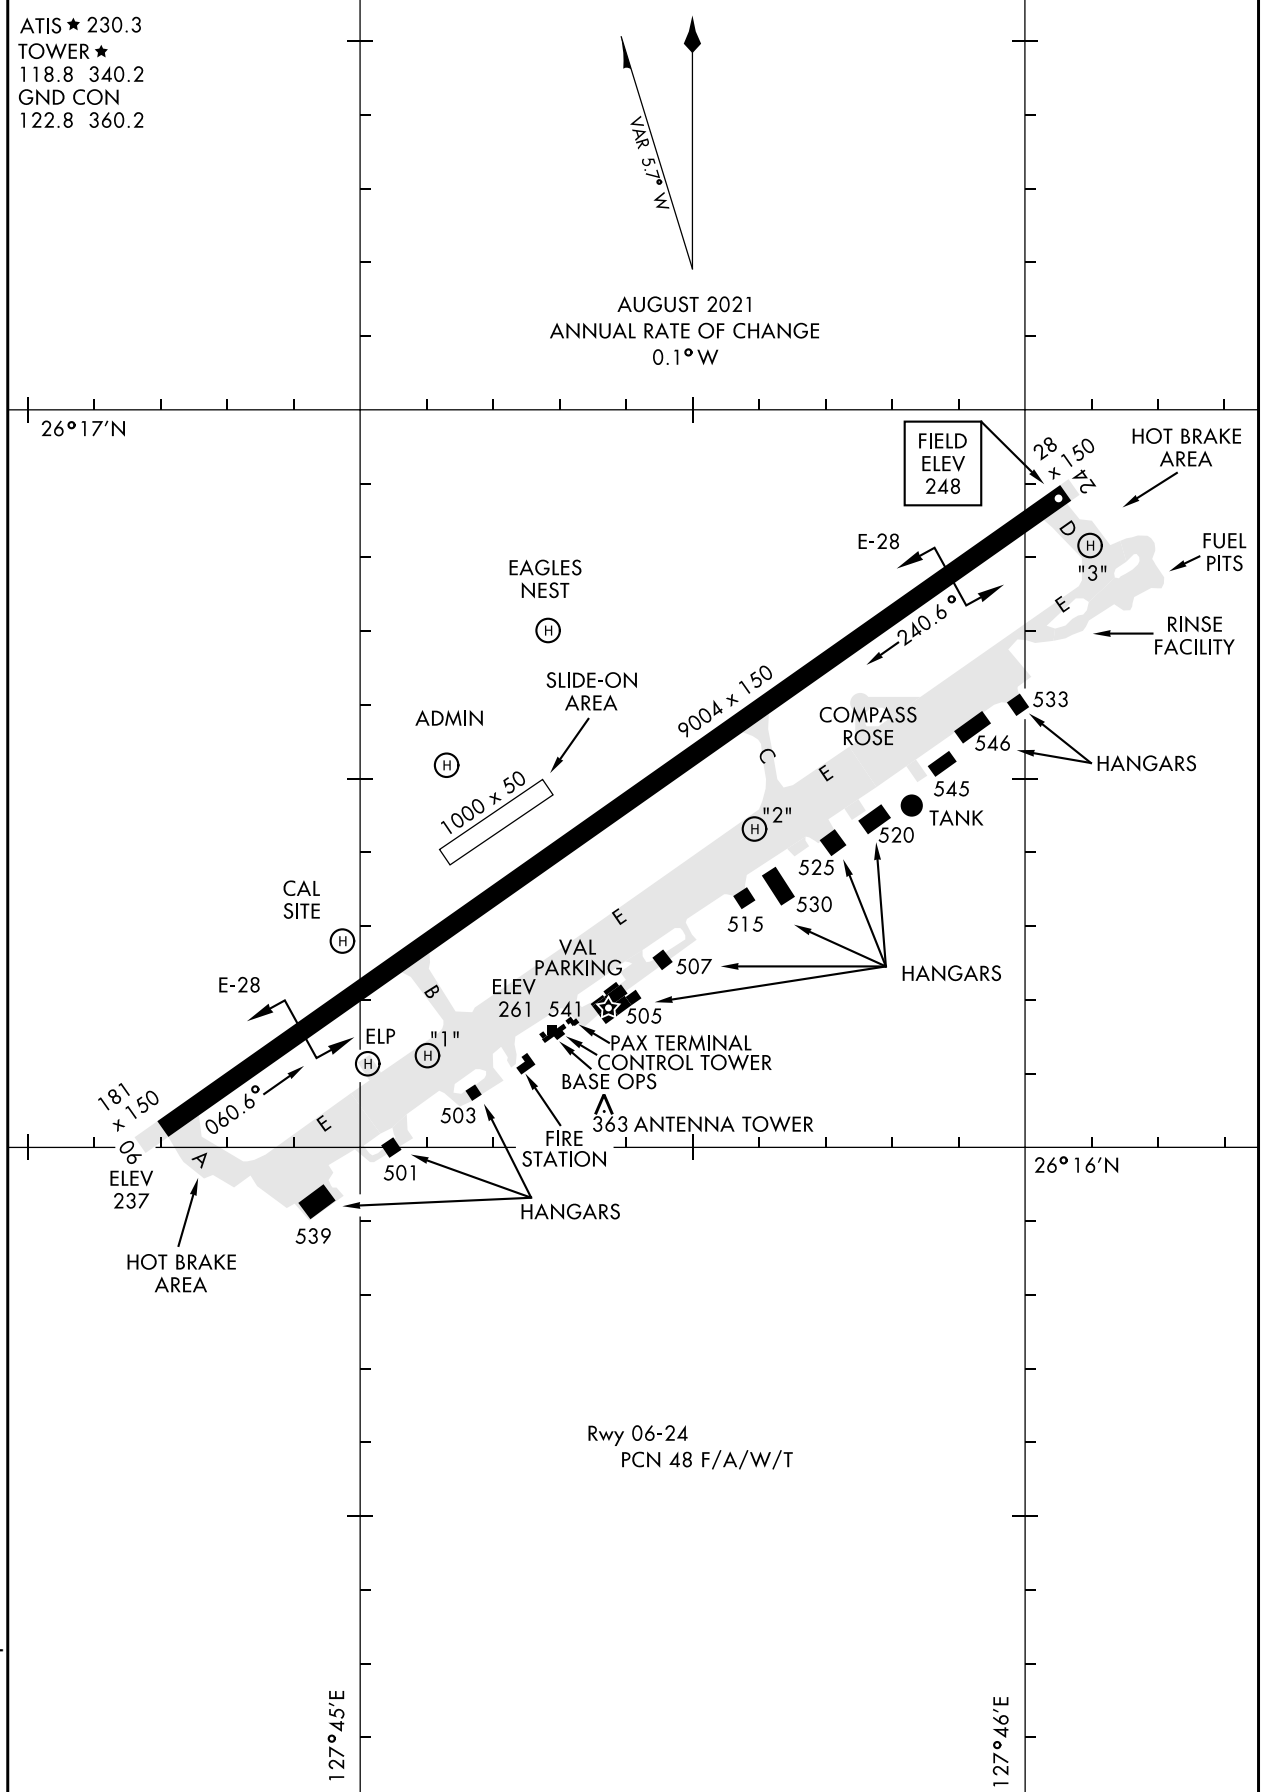 ATIS ★ 230.3
TOWER ★
118.8 340.2
GND CON
122.8 360.2
VAR 5.7° W
AUGUST 2021
ANNUAL RATE OF CHANGE
0.1° W
26°17'N
FIELD
ELEV
248
28
x 150
24
HOT BRAKE
AREA
D
H
"3"
FUEL
PITS
E-28
EAGLES
NEST
H
E
240.6°
RINSE
FACILITY
SLIDE-ON
AREA
9004 x 150
ADMIN
H
COMPASS
ROSE
533
546
HANGARS
C
E
545
1000 x 50
TANK
"2"
H
520
525
530
515
CAL
SITE
H
E
VAL
PARKING
507
HANGARS
E-28
B
ELEV
261
541
505
ELP
H
"1"
H
PAX TERMINAL
CONTROL TOWER
BASE OPS
181
x 150
060.6°
503
363 ANTENNA TOWER
E
FIRE
STATION
06
A
ELEV
237
501
26°16'N
HANGARS
539
HOT BRAKE
AREA
Rwy 06-24
PCN 48 F/A/W/T
127°45'E
127°46'E